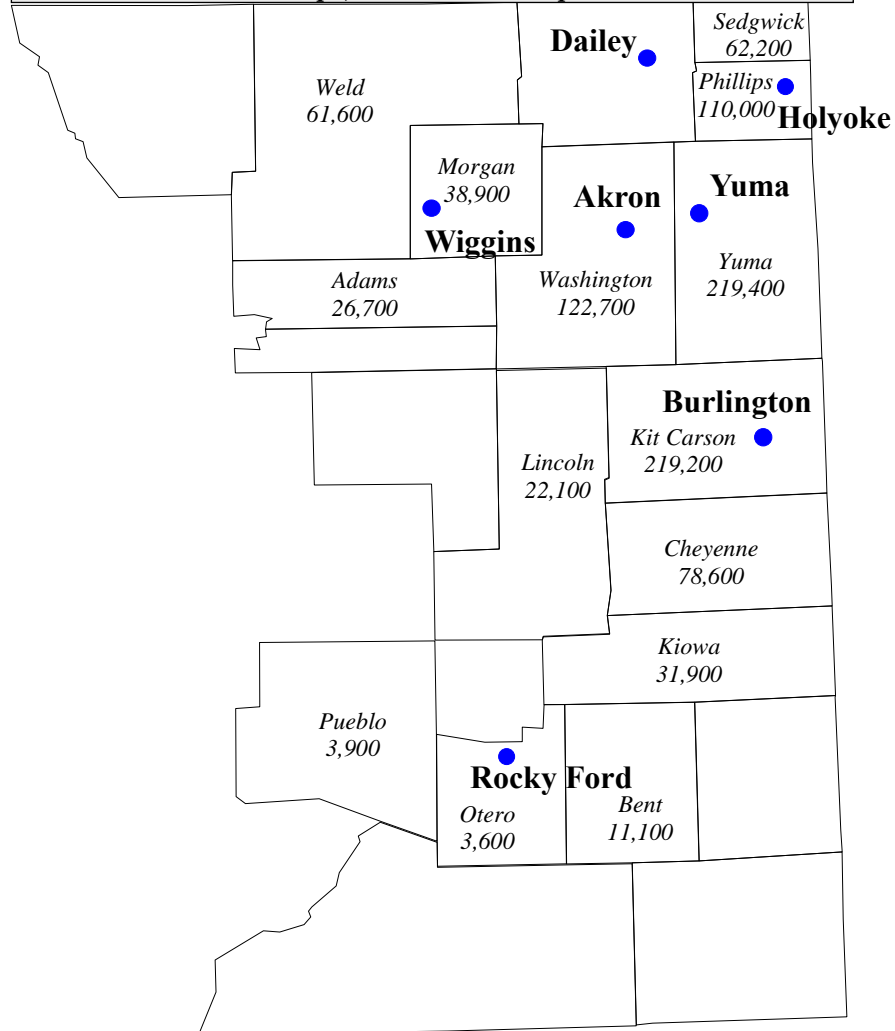 Dailey
Sedgwick
62,200
Weld
61,600
Phillips
110,000
Holyoke
Morgan
38,900
Wiggins
Akron
Yuma
Adams
26,700
Washington
122,700
Yuma
219,400
Burlington
Kit Carson
219,200
Lincoln
22,100
Cheyenne
78,600
Kiowa
31,900
Pueblo
3,900
Rocky Ford
Otero
3,600
Bent
11,100